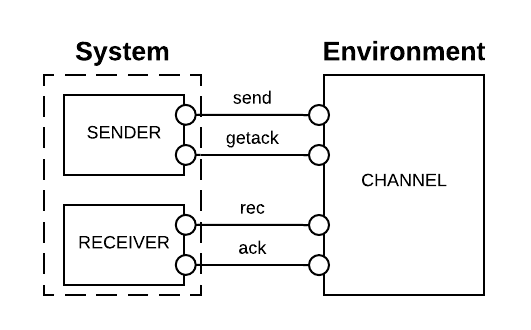 System
Environment
send
SENDER
getack
CHANNEL
rec
RECEIVER
ack